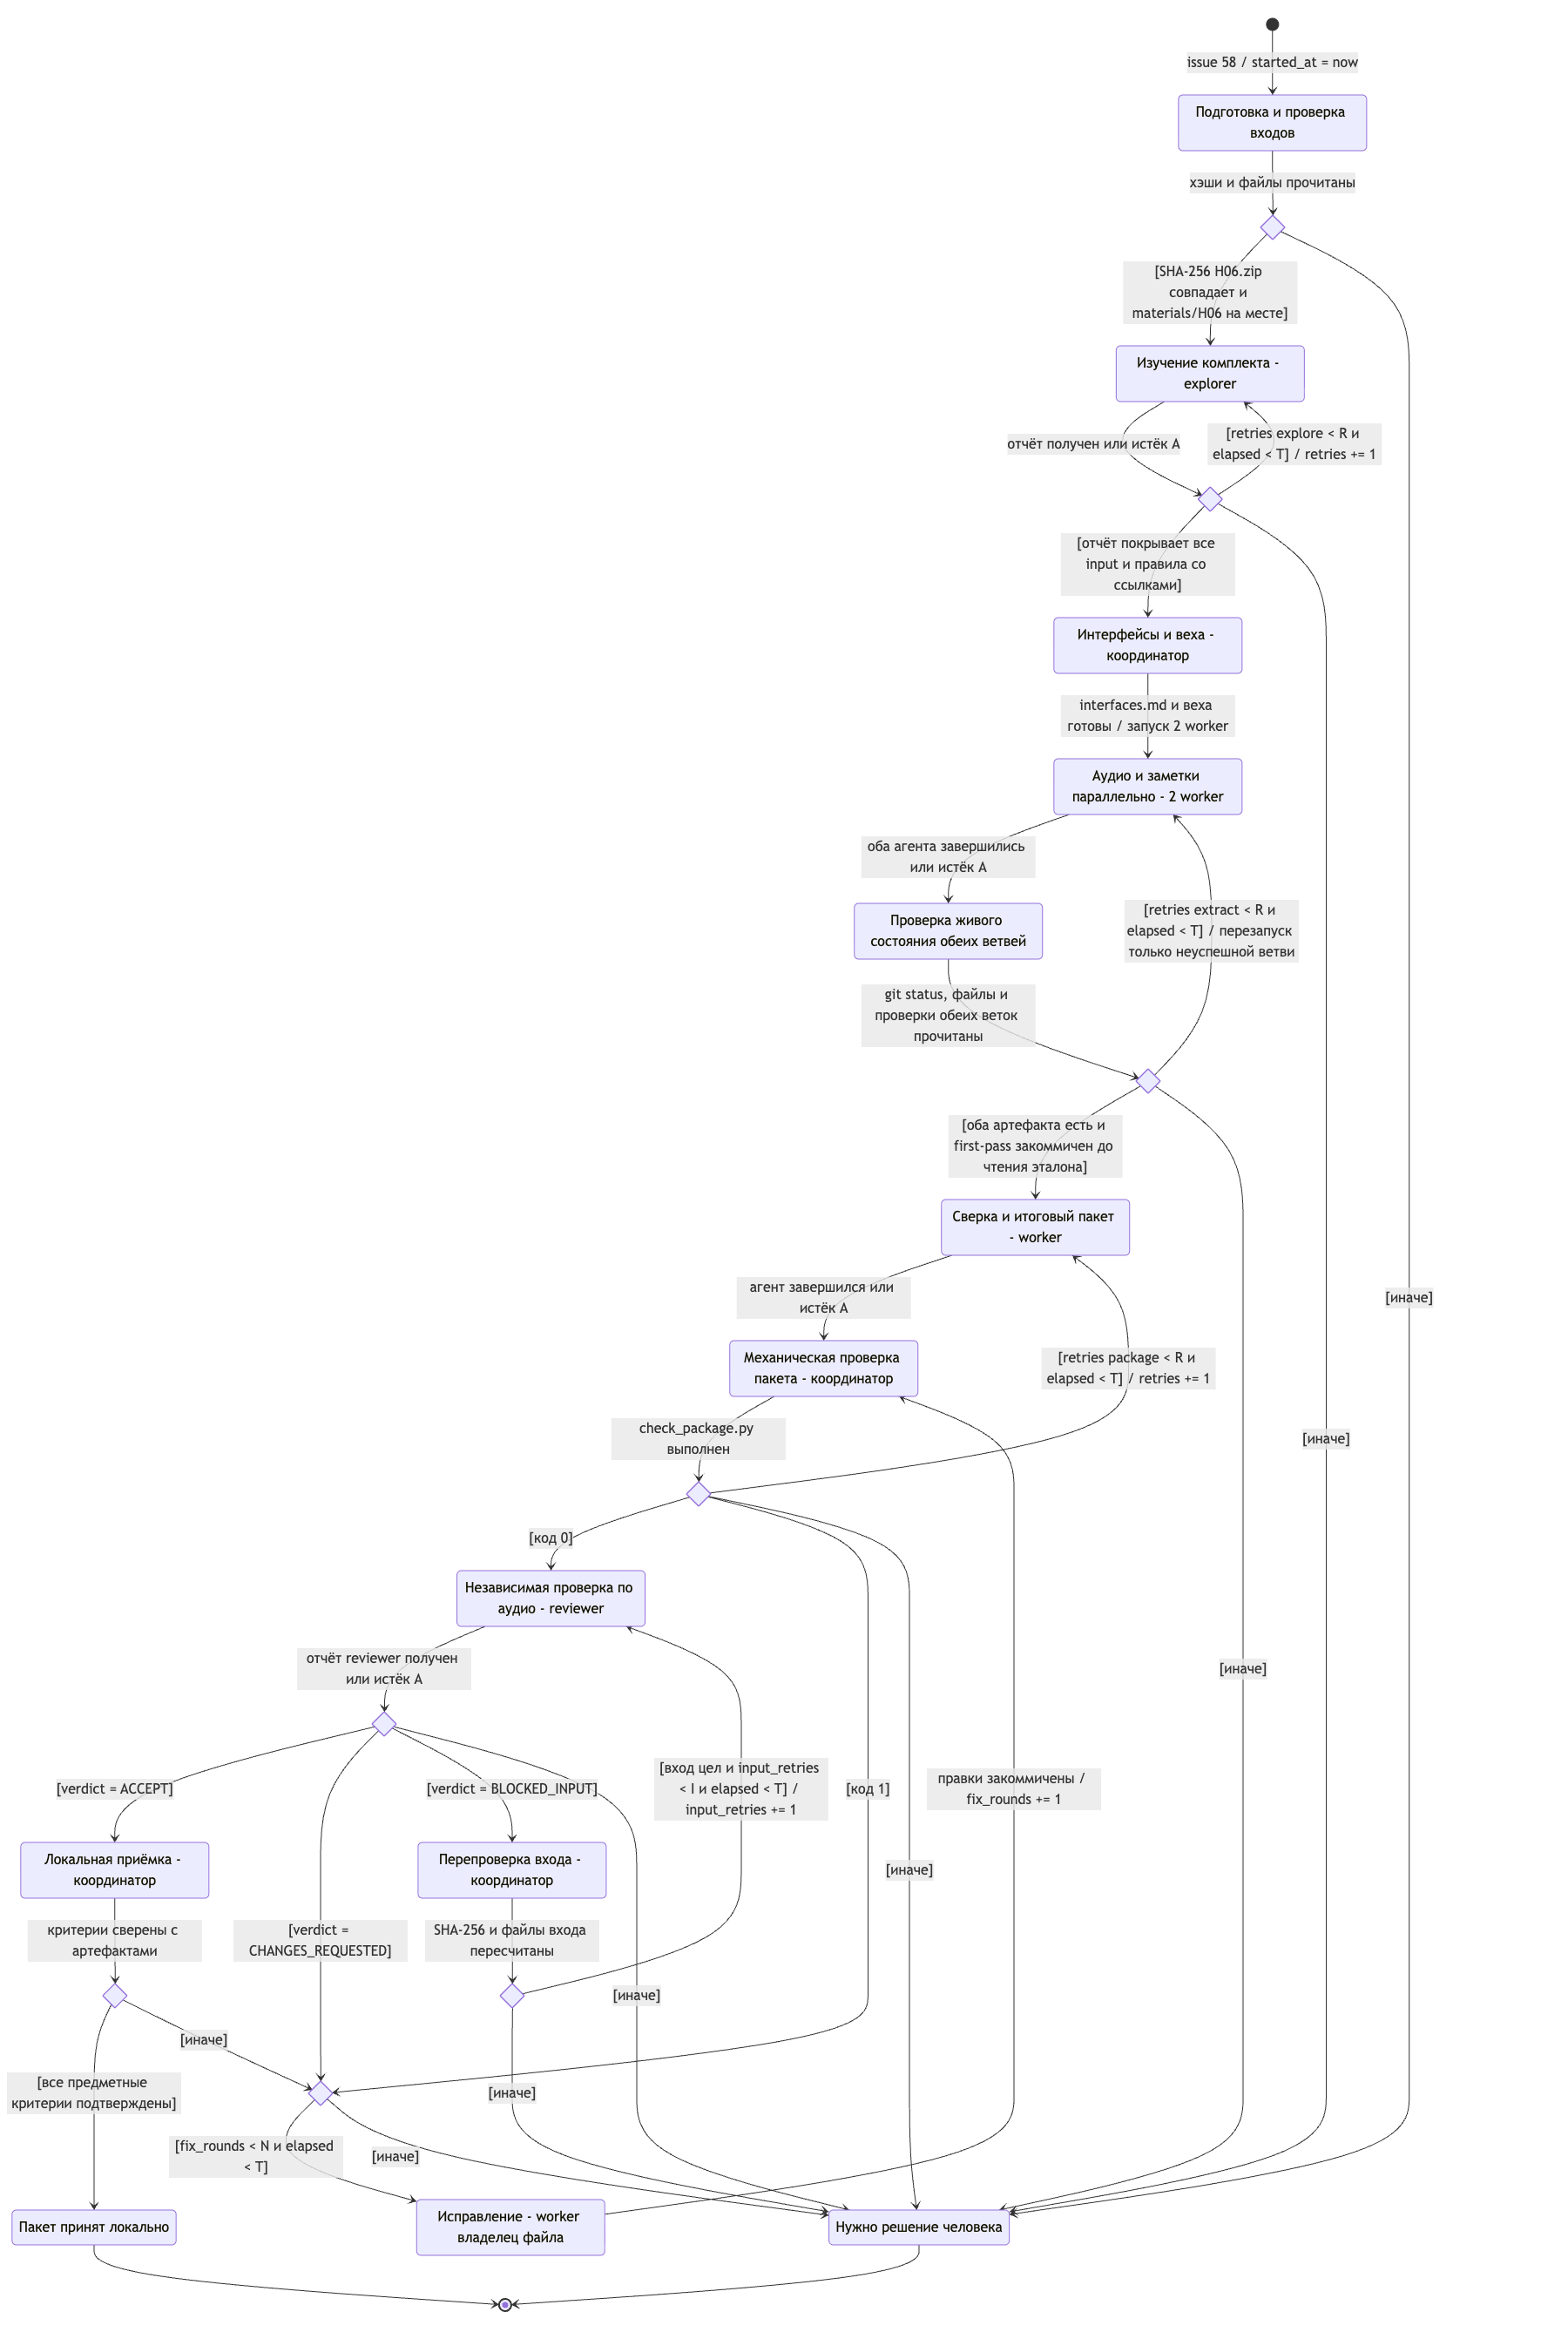 issue 58 / started_at = now
Подготовка и проверка
входов
хэши и файлы прочитаны
[SHA-256 H06.zip
совпадает и
materials/H06 на месте]
Изучение комплекта -
explorer
отчёт получен или истёк A
[retries explore < R и
elapsed < T] / retries += 1
[отчёт покрывает все
input и правила со
ссылками]
Интерфейсы и веха -
координатор
interfaces.md и веха
готовы / запуск 2 worker
Аудио и заметки
параллельно - 2 worker
оба агента завершились
или истёк A
[retries extract < R и
elapsed < T] / перезапуск
только неуспешной ветви
Проверка живого
состояния обеих ветвей
git status, файлы и
проверки обеих веток
прочитаны
[оба артефакта есть и
first-pass закоммичен до
чтения эталона]
Сверка и итоговый пакет
- worker
агент завершился или
истёк A
[иначе]
Механическая проверка
пакета - координатор
[retries package < R и
elapsed < T] / retries += 1
[иначе]
check_package.py
выполнен
[код 0]
Независимая проверка по
аудио - reviewer
отчёт reviewer получен
или истёк A
[иначе]
[verdict = ACCEPT]
[verdict = BLOCKED_INPUT]
[вход цел и input_retries
< I и elapsed < T] /
input_retries += 1
[код 1]
правки закоммичены /
fix_rounds += 1
Локальная приёмка -
координатор
Перепроверка входа -
координатор
[иначе]
критерии сверены с
артефактами
[verdict =
CHANGES_REQUESTED]
SHA-256 и файлы входа
пересчитаны
[иначе]
[иначе]
[все предметные
критерии подтверждены]
[иначе]
[fix_rounds < N и elapsed
< T]
[иначе]
Пакет принят локально
Исправление - worker
владелец файла
Нужно решение человека